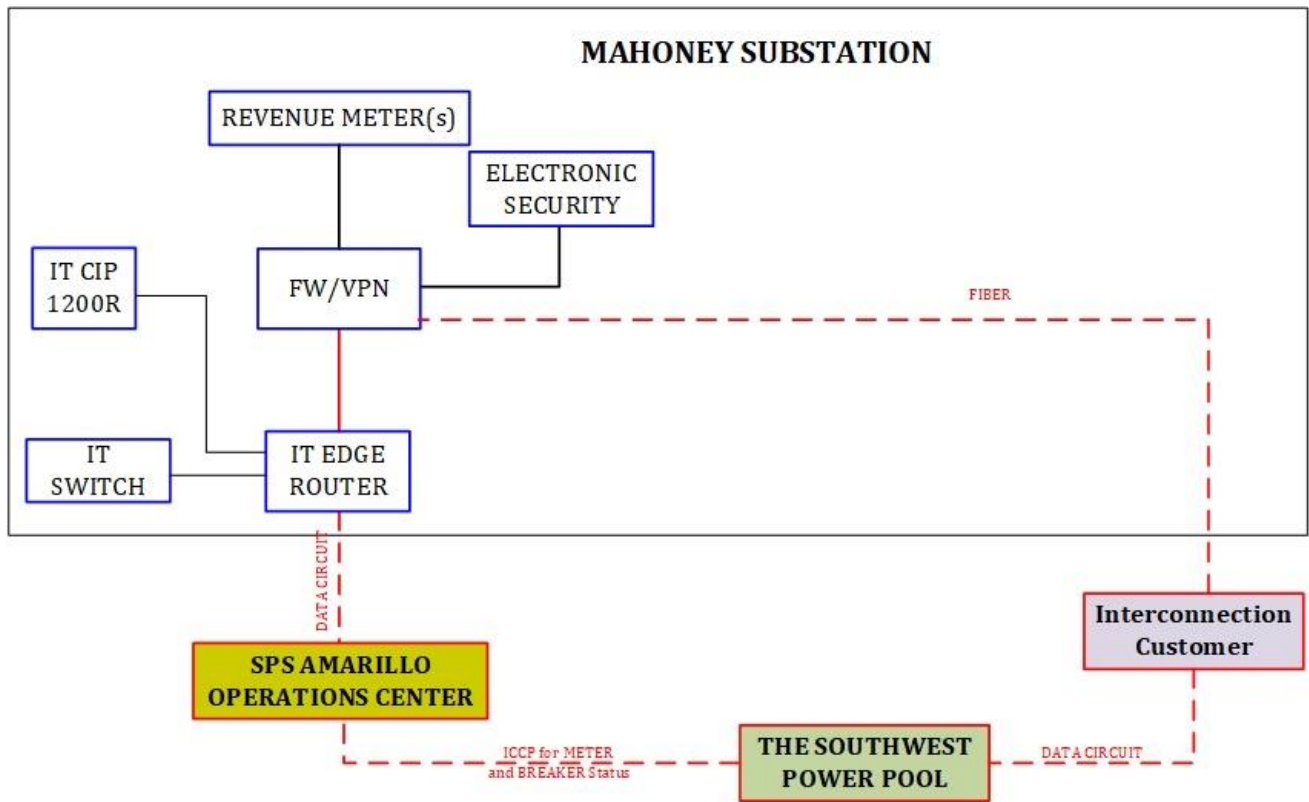 MAHONEY SUBSTATION
REVENUE METER(s)
ELECTRONIC
SECURITY
IT CIP
1200R
FW/VPN
FIBER
IT
SWITCH
IT EDGE
ROUTER
DATA CIRCUIT
Interconnection
Customer
SPS AMARILLO
OPERATIONS CENTER
ICCP for METER
and BREAKER Status
THE SOUTHWEST
POWER POOL
DATA CIRCUIT